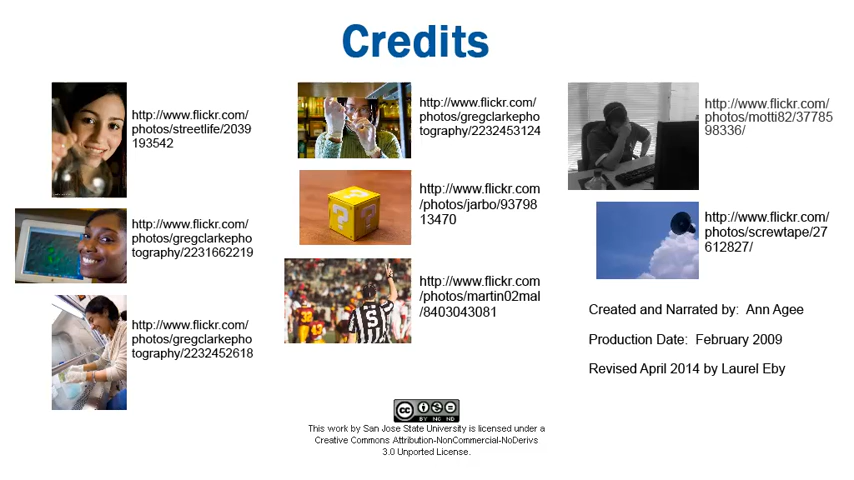 Credits
http://www.flickr.com/
photos/streetlife/2039
193542
http://www.flickr.com/
photos/gregclarkepho
tography/2231662219
http://www.flickr.com/
photos/gregclarkepho
tography/2232452618
http://www.flickr.com/
photos/gregclarkepho
tography/2232453124
http://www.flickr.com
/photos/jarbo/93798
13470
http://www.flickr.com
/photos/martin02mal
/8403043081
http://www.flickr.com/
photos/motti82/37785
98336/
http://www.flickr.com/
photos/screwtape/27
612827/
Created and Narrated by: Ann Agee
Production Date: February 2009
Revised April 2014 by Laurel Eby
? ? ?
S
cc
BY NC ND
This work by San Jose State University is licensed under a
Creative Commons Attribution-NonCommercial-NoDerivs
3.0 Unported License.